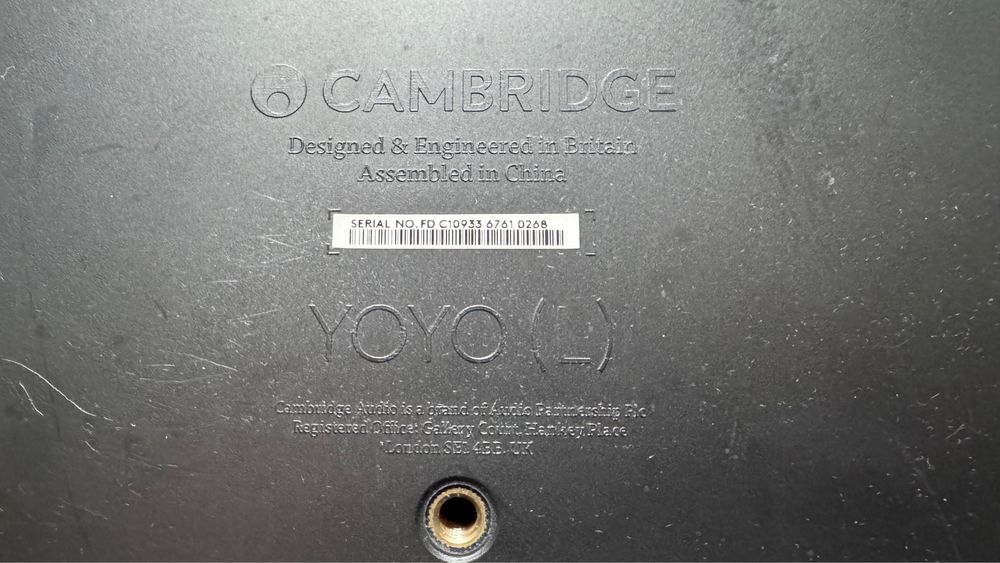 CAMBRIDGE
Designed & Engineered in Britain
Assembled in China
SERIAL NO. FD C10933 6761 0268
YOYO (L)
Cambridge Audio is a brand of Audio Partnership Plc
Registered Office: Gallery Court, Hankey Place
London SE1 4BB. UK